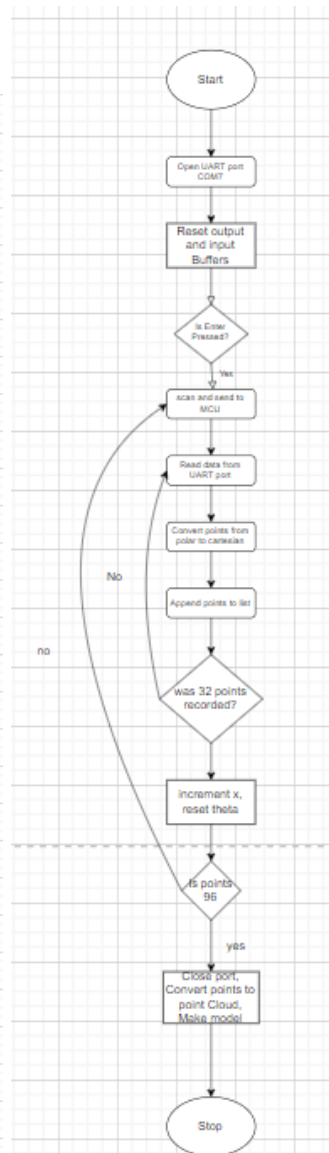 Start
Open UART port
COM7
Reset output
and input
Buffers
Is Enter
Pressed?
Yes
scan and send to
MCU
Read data from
UART port
Convert points from
polar to cartesian
Append points to list
No
no
was 32 points
recorded?
increment x,
reset theta
Is points
96
yes
Close port,
Convert points to
point Cloud,
Make model
Stop